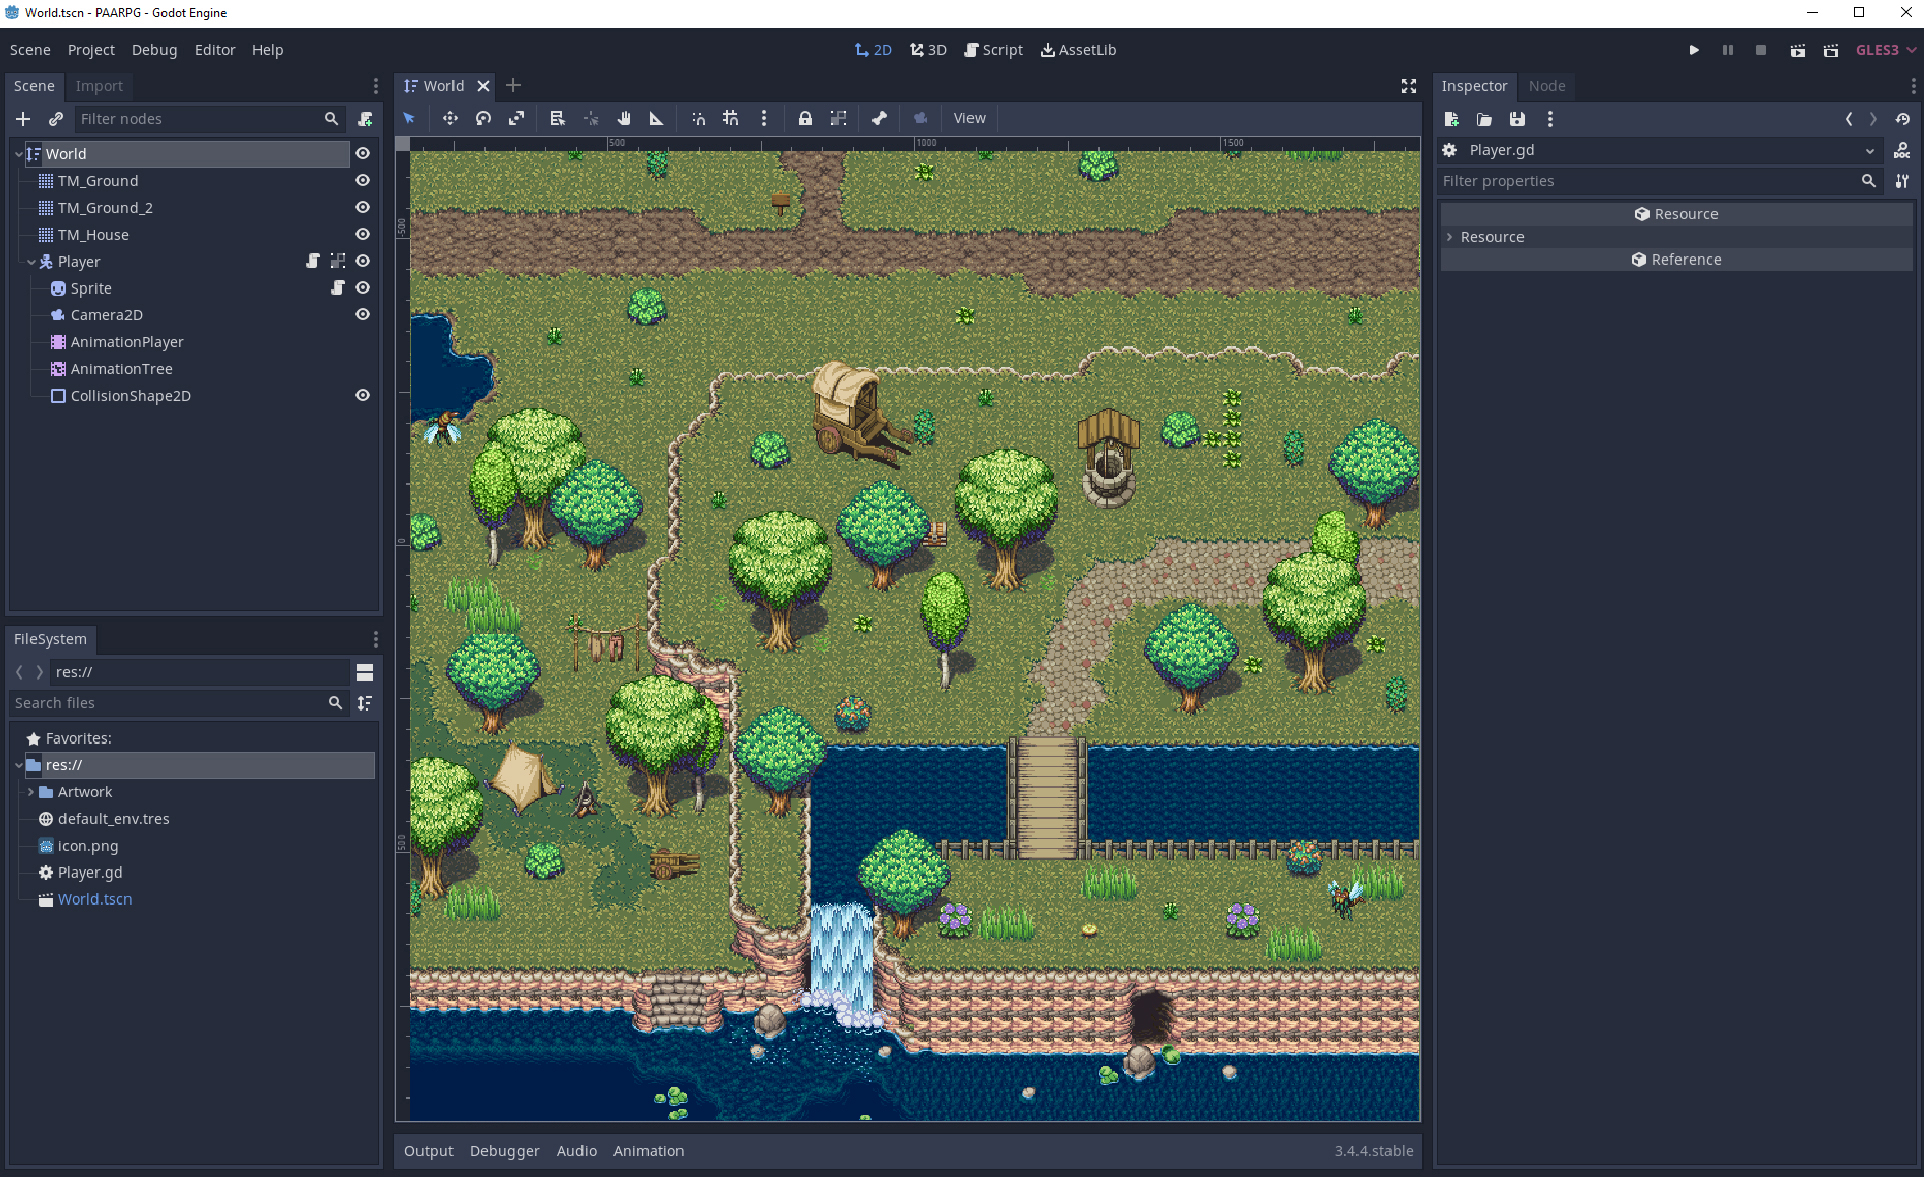 World.tscn - PAARPG - Godot Engine
Scene Project Debug Editor Help
2D 3D Script AssetLib
GLES3
Scene Import
Filter nodes
World
TM_Ground
TM_Ground_2
TM_House
Player
Sprite
Camera2D
AnimationPlayer
AnimationTree
CollisionShape2D
FileSystem
res://
Search files
Favorites:
res://
Artwork
default_env.tres
icon.png
Player.gd
World.tscn
World
View
500 1000 1500
-500
0
500
Output Debugger Audio Animation
3.4.4.stable
Inspector Node
Player.gd
DOC
Filter properties
Resource
Resource
Reference